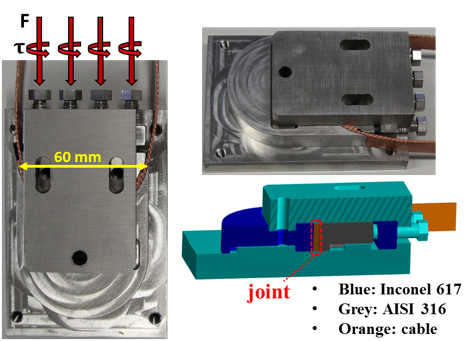 F
τ
60 mm
joint
• Blue: Inconel 617
• Grey: AISI 316
• Orange: cable